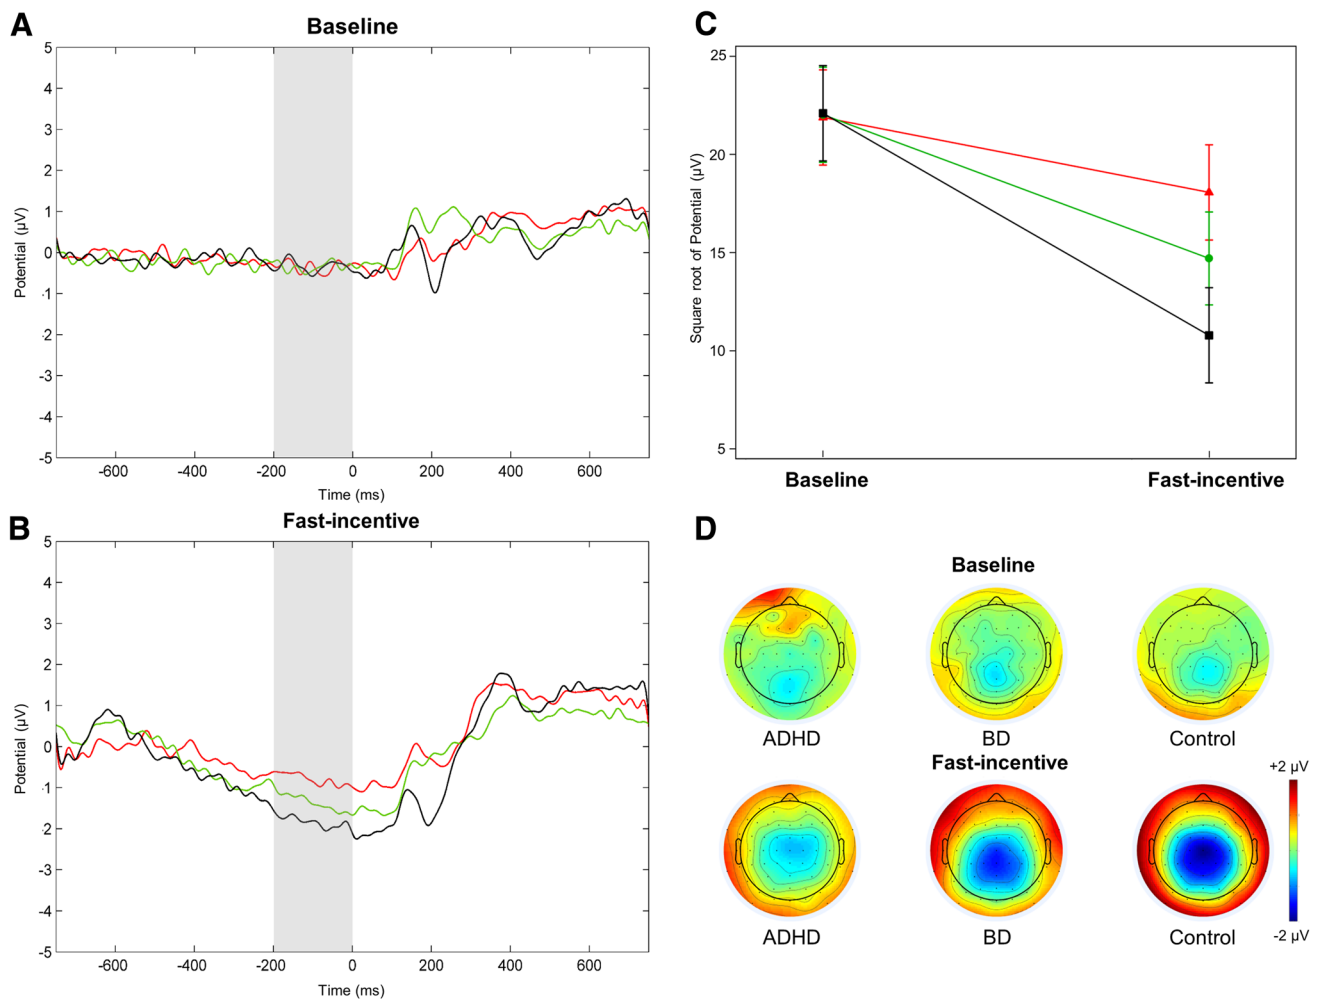 A
Baseline
5
4
3
2
1
0
-1
-2
-3
-4
-5
Potential (µV)
-600 -400 -200 0 200 400 600
Time (ms)
B
Fast-incentive
5
4
3
2
1
0
-1
-2
-3
-4
-5
Potential (µV)
-600 -400 -200 0 200 400 600
Time (ms)
C
25
20
15
10
5
Square root of Potential (µV)
Baseline Fast-incentive
D
Baseline
ADHD BD Control
Fast-incentive
+2 µV
-2 µV
ADHD BD Control